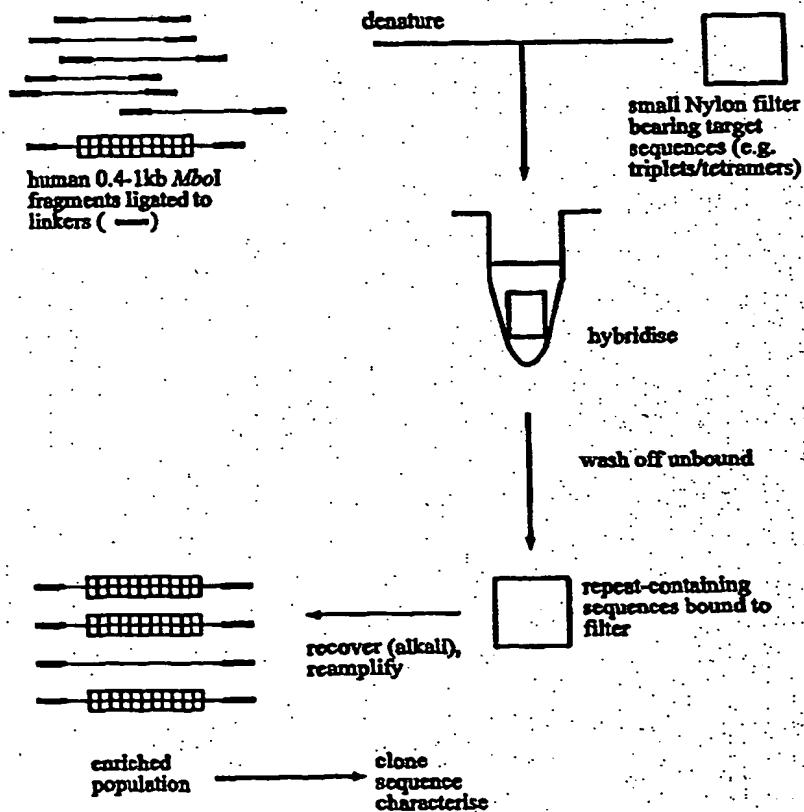 denature
small Nylon filter
bearing target
sequences (e.g.
triplets/tetramers)
human 0.4-1kb MboI
fragments ligated to
linkers ( )
hybridise
wash off unbound
repeat-containing
sequences bound to
filter
recover (alkali),
reamplify
enriched
population
clone
sequence
characterise